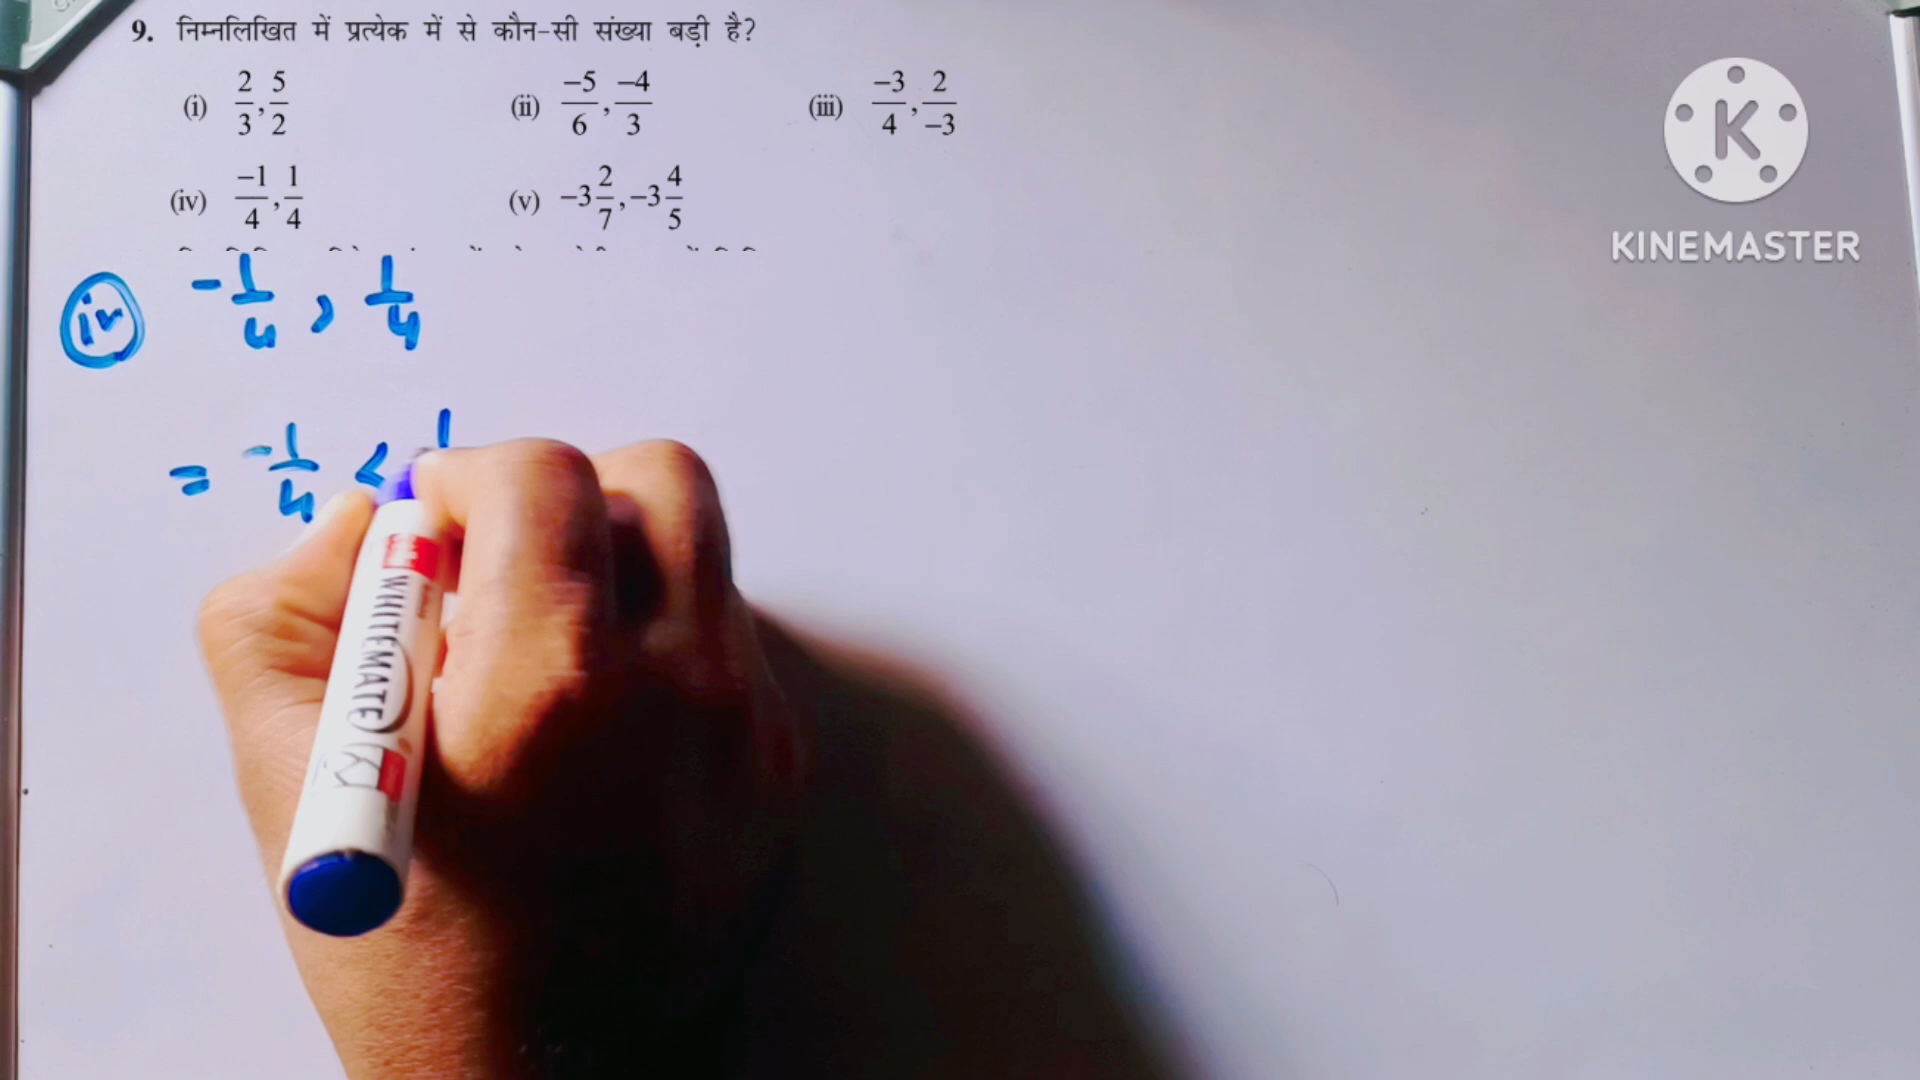 9. निम्नलिखित में प्रत्येक में से कौन-सी संख्या बड़ी है?
(i) 2/3, 5/2 (ii) -5/6, -4/3 (iii) -3/4, 2/-3
(iv) -1/4, 1/4 (v) -3 2/7, -3 4/5
K
KINEMASTER
iv -1/4 , 1/4
= -1/4 < 1
WHITEMATE